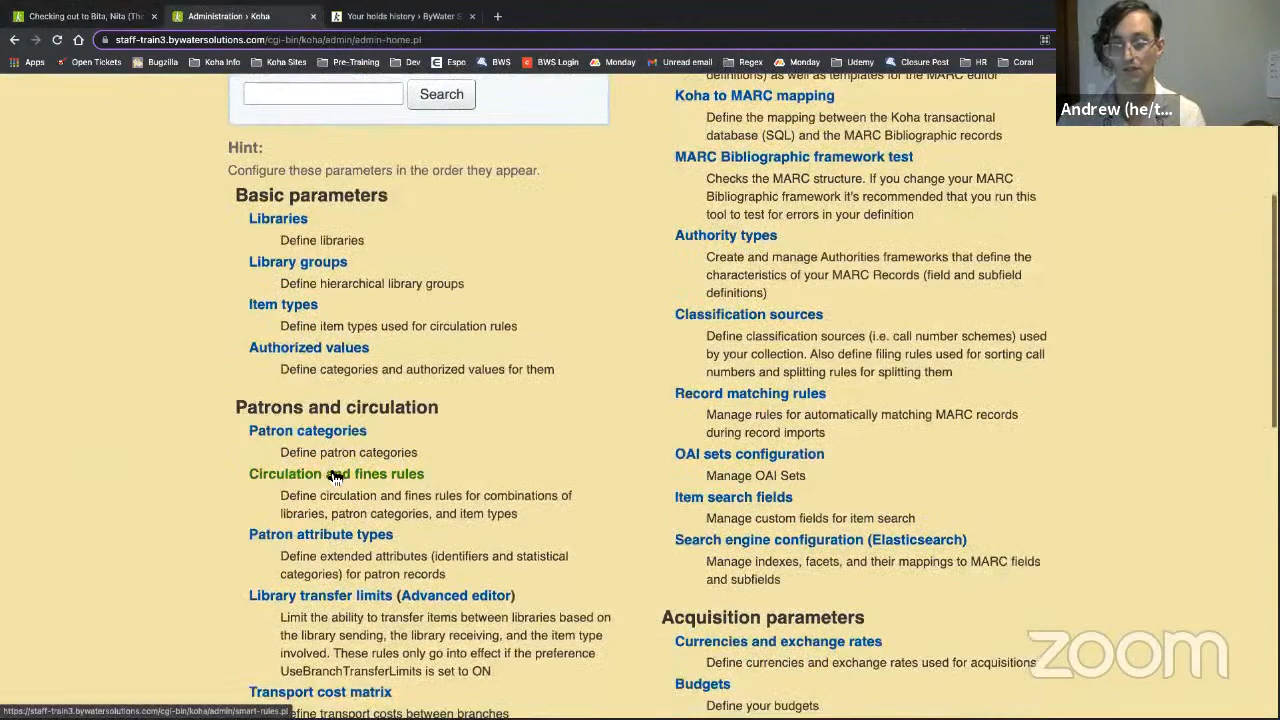 Checking out to Bita, Nita (The
Administration › Koha
Your holds history › ByWater S
staff-train3.bywatersolutions.com/cgi-bin/koha/admin/admin-home.pl
Apps
Open Tickets
Bugzilla
Koha Info
Koha Sites
Pre-Training
Dev
Espo
BWS
BWS Login
Monday
Unread email
Monday
Udemy
Regex
Closure Post
HR
Coral
Andrew (he/t...
Search
Hint:
Configure these parameters in the order they appear.
Basic parameters
Libraries
Define libraries
Library groups
Define hierarchical library groups
Item types
Define item types used for circulation rules
Authorized values
Define categories and authorized values for them
Patrons and circulation
Patron categories
Define patron categories
Circulation and fines rules
Define circulation and fines rules for combinations of
libraries, patron categories, and item types
Patron attribute types
Define extended attributes (identifiers and statistical
categories) for patron records
Library transfer limits (Advanced editor)
Limit the ability to transfer items between libraries based on
the library sending, the library receiving, and the item type
involved. These rules only go into effect if the preference
UseBranchTransferLimits is set to ON
Transport cost matrix
efine transport costs between branches
https://staff-train3.bywatersolutions.com/cgi-bin/koha/admin/smart-rules.pl
definitions) as well as templates for the MARC editor
Koha to MARC mapping
Define the mapping between the Koha transactional
database (SQL) and the MARC Bibliographic records
MARC Bibliographic framework test
Checks the MARC structure. If you change your MARC
Bibliographic framework it's recommended that you run this
tool to test for errors in your definition
Authority types
Create and manage Authorities frameworks that define the
characteristics of your MARC Records (field and subfield
definitions)
Classification sources
Define classification sources (i.e. call number schemes) used
by your collection. Also define filing rules used for sorting call
numbers and splitting rules for splitting them
Record matching rules
Manage rules for automatically matching MARC records
during record imports
OAI sets configuration
Manage OAI Sets
Item search fields
Manage custom fields for item search
Search engine configuration (Elasticsearch)
Manage indexes, facets, and their mappings to MARC fields
and subfields
Acquisition parameters
Currencies and exchange rates
Define currencies and exchange rates used for acquisitions
Budgets
Define your budgets
zoom